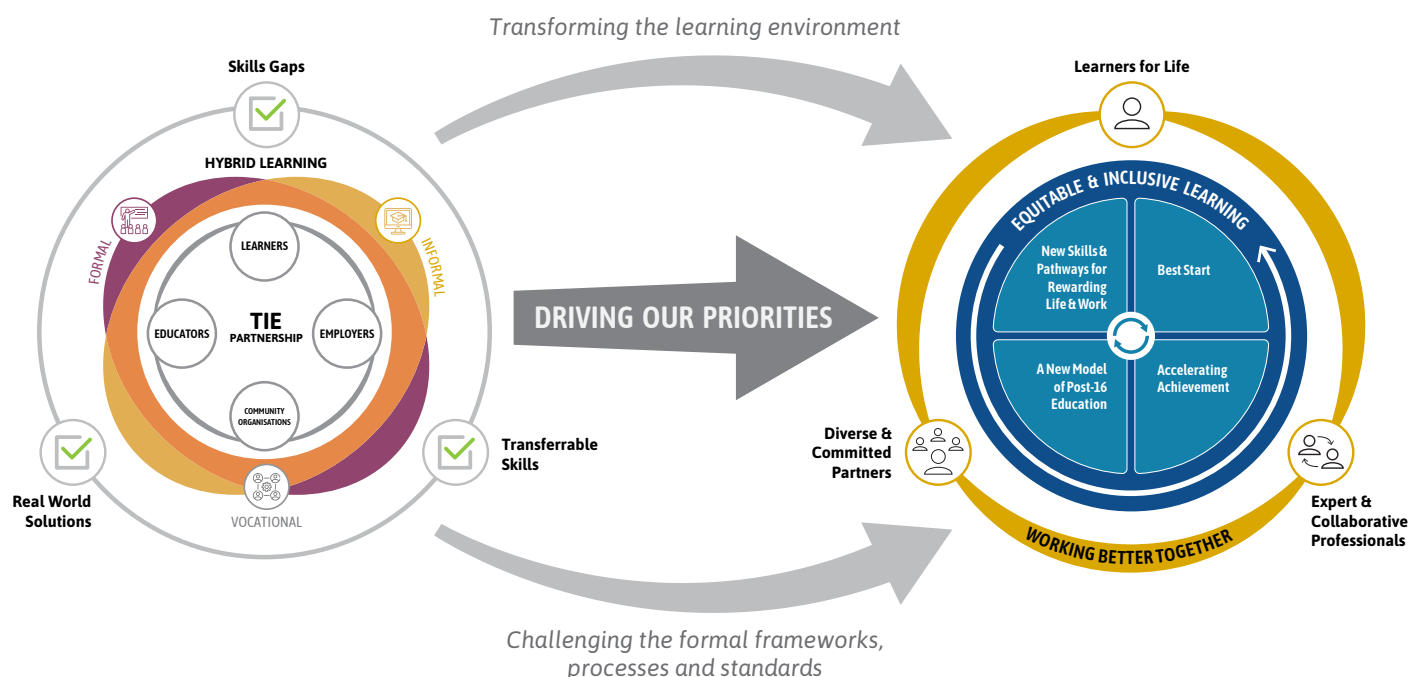 Transforming the learning environment
Skills Gaps
HYBRID LEARNING
FORMAL
INFORMAL
LEARNERS
EDUCATORS
TIE
PARTNERSHIP
EMPLOYERS
COMMUNITY
ORGANISATIONS
VOCATIONAL
Real World
Solutions
Transferrable
Skills
DRIVING OUR PRIORITIES
Learners for Life
EQUITABLE & INCLUSIVE LEARNING
New Skills &
Pathways for
Rewarding
Life & Work
Best Start
A New Model
of Post-16
Education
Accelerating
Achievement
Diverse &
Committed
Partners
Expert &
Collaborative
Professionals
WORKING BETTER TOGETHER
Challenging the formal frameworks,
processes and standards